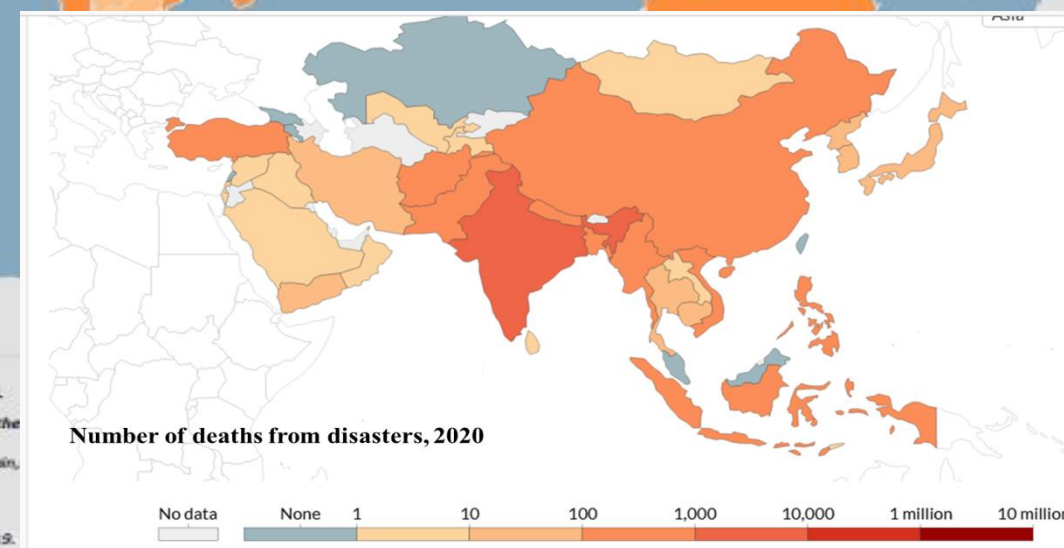 Asia
the
Number of deaths from disasters, 2020
No data None 1 10 100 1,000 10,000 1 million 10 million